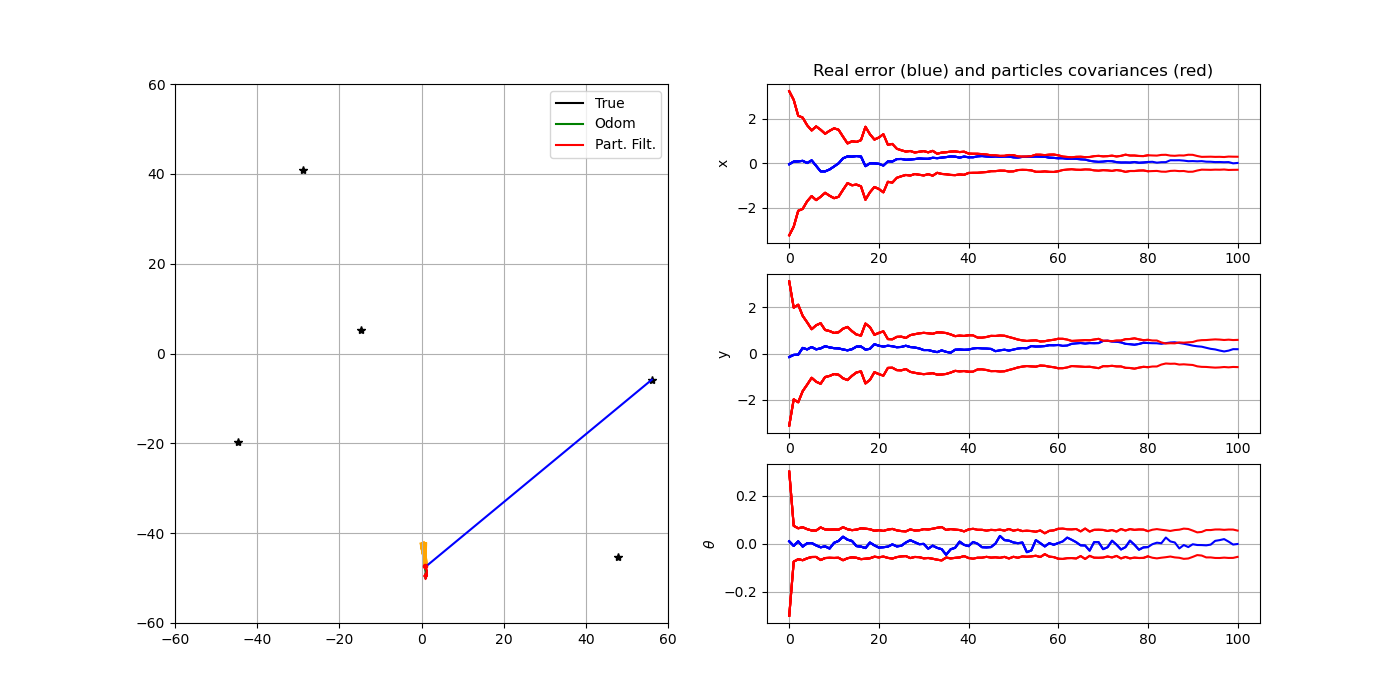 60
40
20
0
−20
−40
−60
−60 −40 −20 0 20 40 60
True
Odom
Part. Filt.
Real error (blue) and particles covariances (red)
x
2
0
−2
0 20 40 60 80 100
y
2
0
−2
0 20 40 60 80 100
θ
0.2
0.0
−0.2
0 20 40 60 80 100